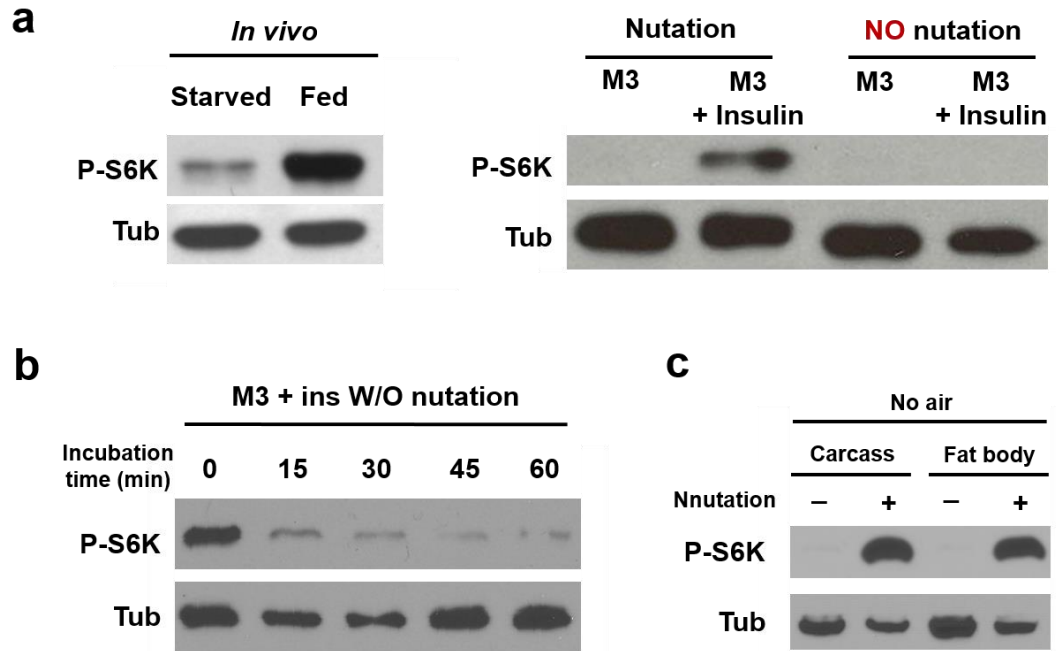 a
In vivo
Starved Fed
P-S6K
Tub
Nutation
NO nutation
M3
M3
+ Insulin
M3
M3
+ Insulin
P-S6K
Tub
b
M3 + ins W/O nutation
Incubation
time (min)
0 15 30 45 60
P-S6K
Tub
c
No air
Carcass Fat body
Nnutation – + – +
P-S6K
Tub